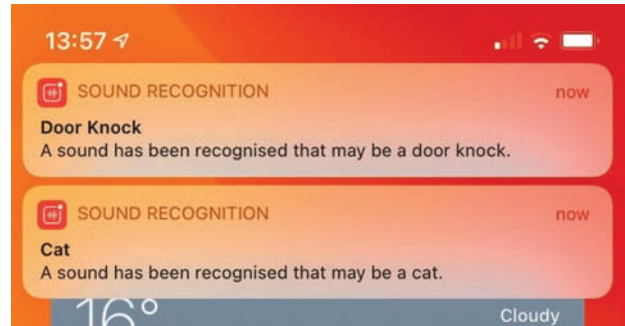 13:57
SOUND RECOGNITION now
Door Knock
A sound has been recognised that may be a door knock.
SOUND RECOGNITION now
Cat
A sound has been recognised that may be a cat.
16° Cloudy